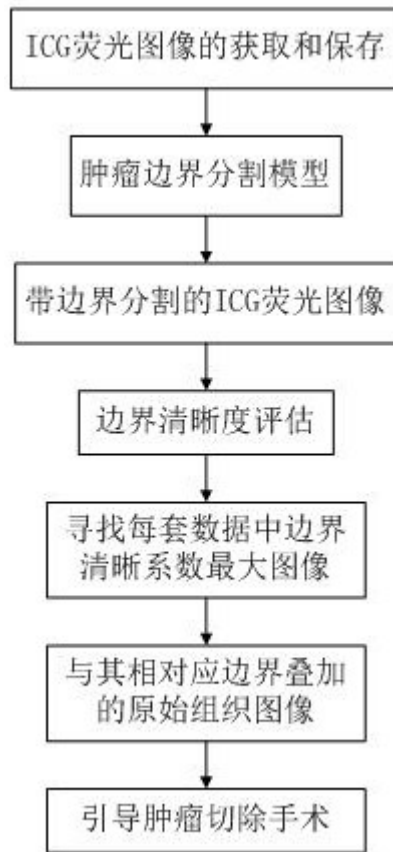 ICG荧光图像的获取和保存
肿瘤边界分割模型
带边界分割的ICG荧光图像
边界清晰度评估
寻找每套数据中边界
清晰系数最大图像
与其相对应边界叠加
的原始组织图像
引导肿瘤切除手术